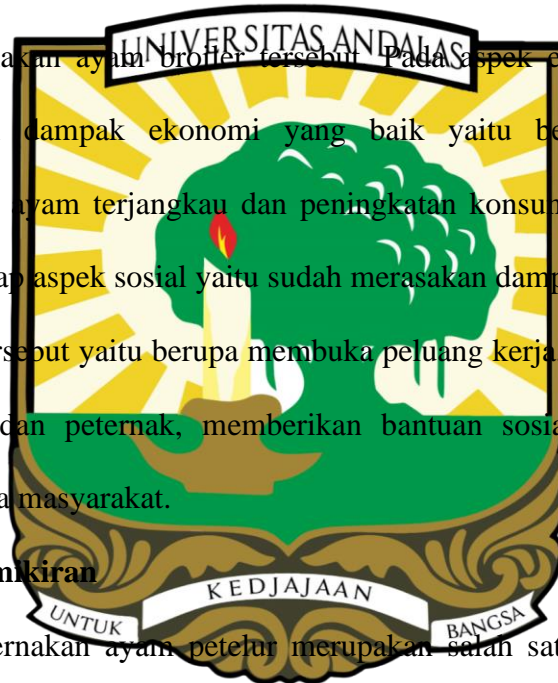 UNIVERSITAS ANDALAS
akan ayam broiler tersebut. Pada aspek e
dampak ekonomi yang baik yaitu be
ayam terjangkau dan peningkatan konsum
ap aspek sosial yaitu sudah merasakan damp
rsebut yaitu berupa membuka peluang kerja
dan peternak, memberikan bantuan sosia
a masyarakat.
mikiran
KEDJAJAAN
UNTUK BANGSA
ernakan ayam petelur merupakan salah sat